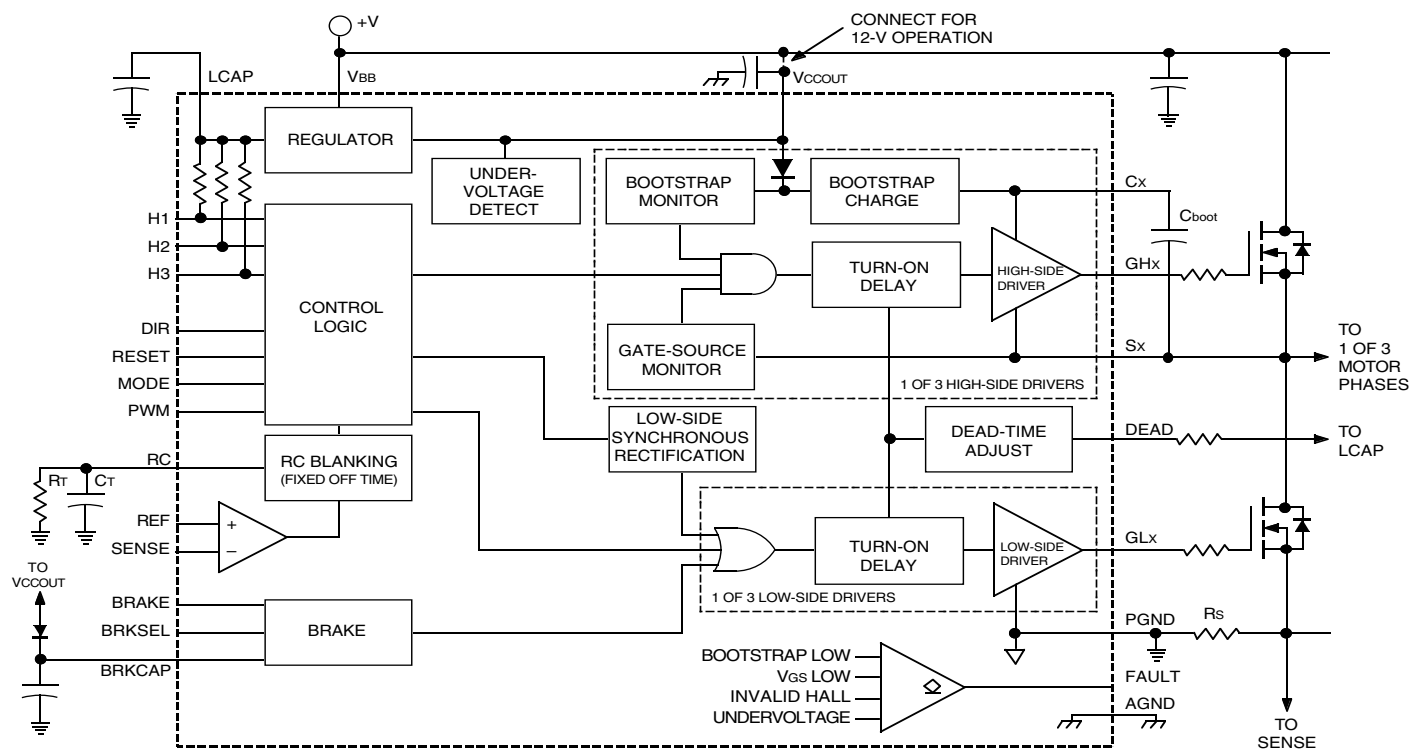 +V
CONNECT FOR
12-V OPERATION
LCAP
VBB
VCCOUT
REGULATOR
UNDER-
VOLTAGE
DETECT
BOOTSTRAP
MONITOR
BOOTSTRAP
CHARGE
CX
Cboot
H1
H2
H3
CONTROL
LOGIC
TURN-ON
DELAY
HIGH-SIDE
DRIVER
GHX
DIR
RESET
MODE
PWM
GATE-SOURCE
MONITOR
SX
1 OF 3 HIGH-SIDE DRIVERS
TO
1 OF 3
MOTOR
PHASES
LOW-SIDE
SYNCHRONOUS
RECTIFICATION
DEAD-TIME
ADJUST
DEAD
TO
LCAP
RC
RT
CT
RC BLANKING
(FIXED OFF TIME)
REF
+
SENSE
–
TURN-ON
DELAY
LOW-SIDE
DRIVER
GLX
1 OF 3 LOW-SIDE DRIVERS
TO
VCCOUT
BRAKE
BRKSEL
BRKCAP
BRAKE
PGND
RS
BOOTSTRAP LOW
VGS LOW
INVALID HALL
UNDERVOLTAGE
FAULT
AGND
TO
SENSE